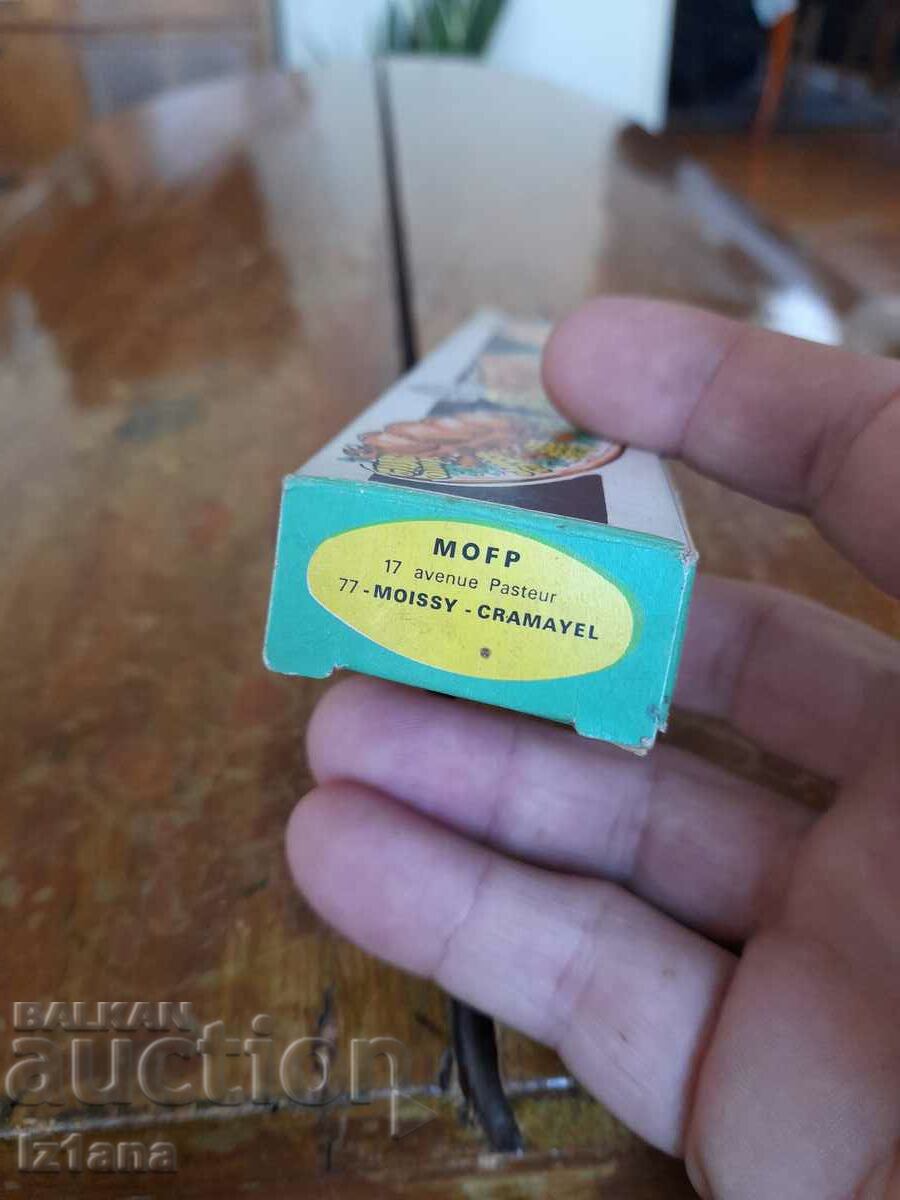 MOFP
17 avenue Pasteur
77 - MOISSY - CRAMAYEL
BALKAN
auction
Iz1ana